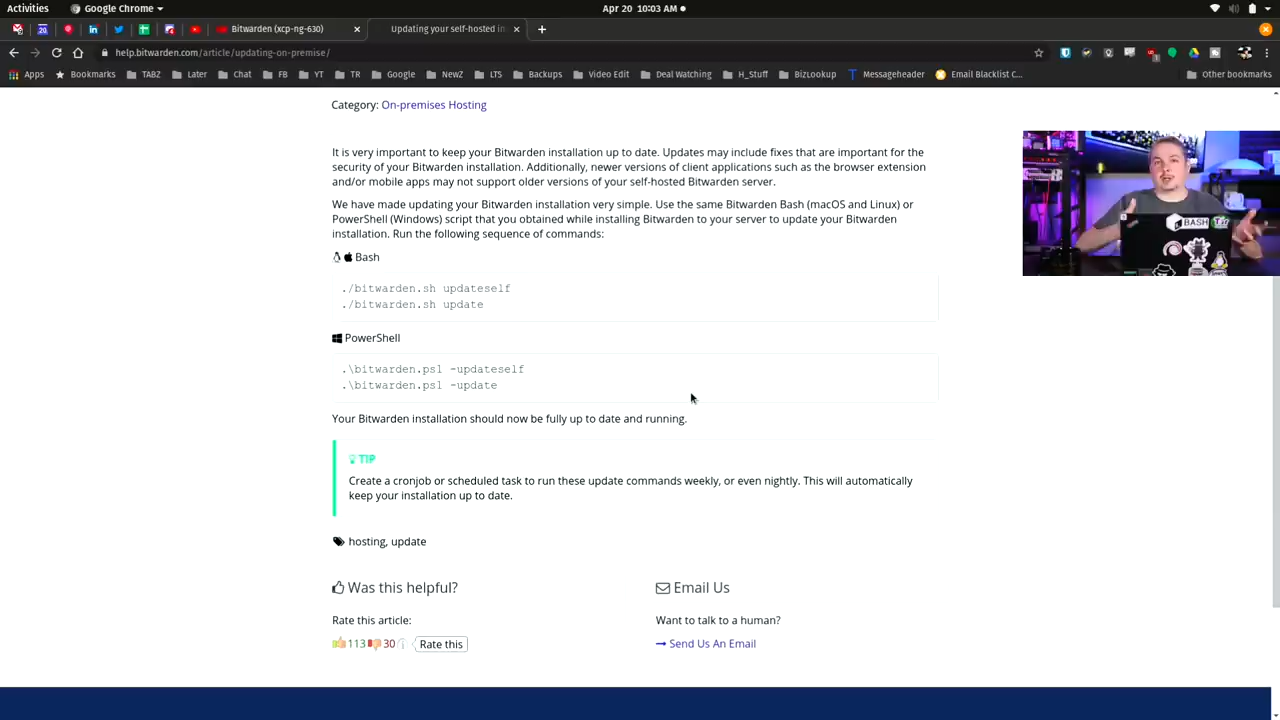 Activities
Google Chrome
Apr 20 10:03 AM
Bitwarden (xcp-ng-630)
Updating your self-hosted in
help.bitwarden.com/article/updating-on-premise/
Apps
Bookmarks
TABZ
Later
Chat
FB
YT
TR
Google
NewZ
LTS
Backups
Video Edit
Deal Watching
H_Stuff
BizLookup
Messageheader
Email Blacklist C...
Other bookmarks
Category: On-premises Hosting
It is very important to keep your Bitwarden installation up to date. Updates may include fixes that are important for the
security of your Bitwarden installation. Additionally, newer versions of client applications such as the browser extension
and/or mobile apps may not support older versions of your self-hosted Bitwarden server.
We have made updating your Bitwarden installation very simple. Use the same Bitwarden Bash (macOS and Linux) or
PowerShell (Windows) script that you obtained while installing Bitwarden to your server to update your Bitwarden
installation. Run the following sequence of commands:
Bash
./bitwarden.sh updateself
./bitwarden.sh update
PowerShell
.\bitwarden.ps1 -updateself
.\bitwarden.ps1 -update
Your Bitwarden installation should now be fully up to date and running.
TIP
Create a cronjob or scheduled task to run these update commands weekly, or even nightly. This will automatically
keep your installation up to date.
hosting, update
Was this helpful?
Rate this article:
113 30
Rate this
Email Us
Want to talk to a human?
Send Us An Email
BASH